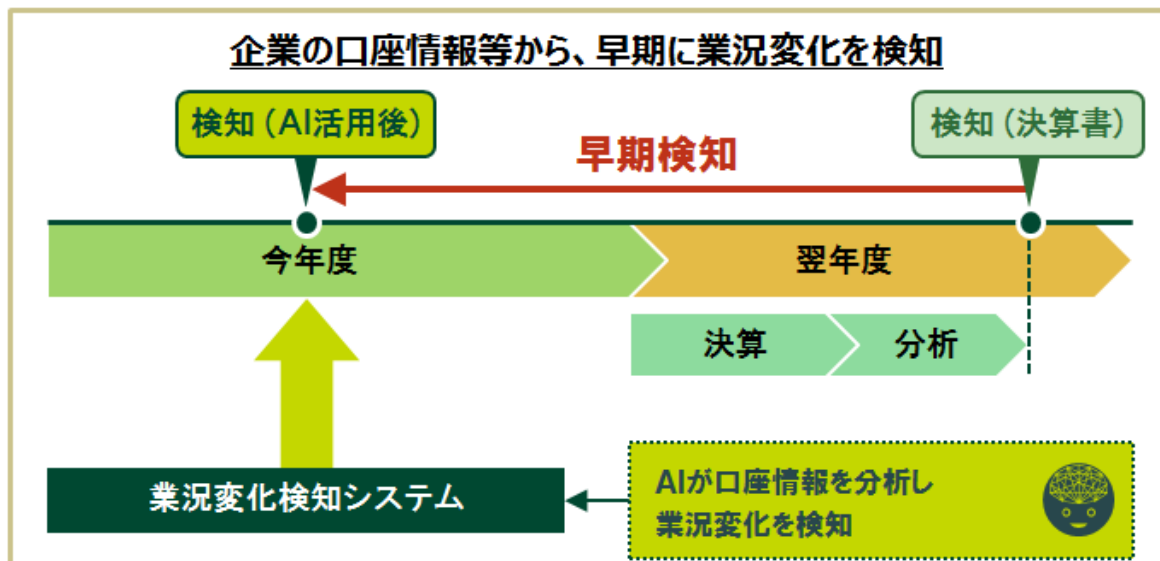 企業の口座情報等から、早期に業況変化を検知
検知（AI活用後）
検知（決算書）
早期検知
今年度
翌年度
決算
分析
業況変化検知システム
AIが口座情報を分析し
業況変化を検知